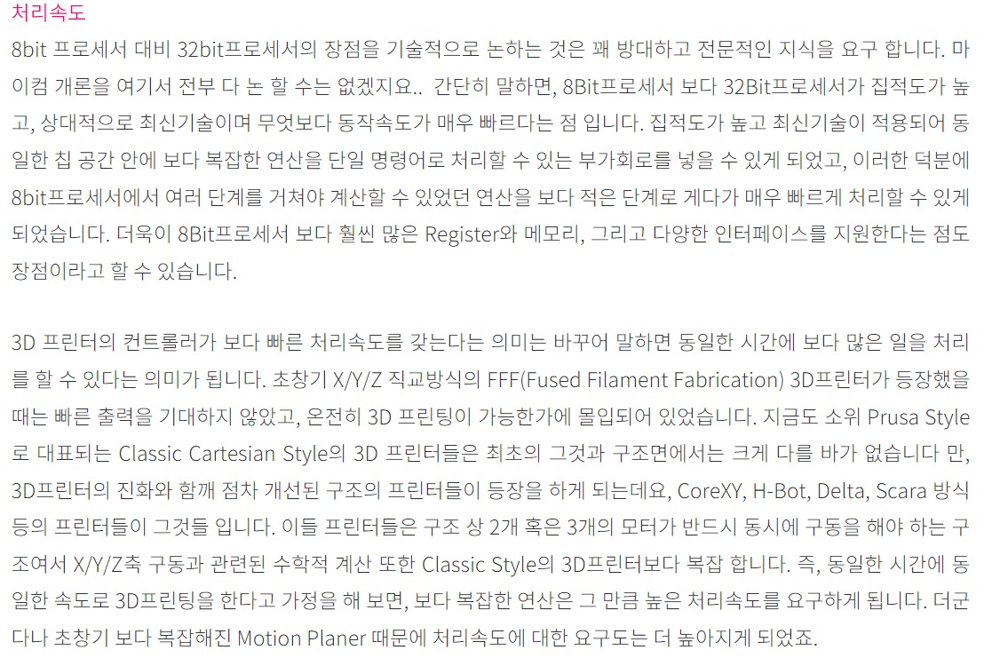 처리속도
8bit 프로세서 대비 32bit프로세서의 장점을 기술적으로 논하는 것은 꽤 방대하고 전문적인 지식을 요구 합니다. 마
이컴 개론을 여기서 전부 다 논 할 수는 없겠지요..  간단히 말하면, 8Bit프로세서 보다 32Bit프로세서가 집적도가 높
고, 상대적으로 최신기술이며 무엇보다 동작속도가 매우 빠르다는 점 입니다. 집적도가 높고 최신기술이 적용되어 동
일한 칩 공간 안에 보다 복잡한 연산을 단일 명령어로 처리할 수 있는 부가회로를 넣을 수 있게 되었고, 이러한 덕분에
8bit프로세서에서 여러 단계를 거쳐야 계산할 수 있었던 연산을 보다 적은 단계로 게다가 매우 빠르게 처리할 수 있게
되었습니다. 더욱이 8Bit프로세서 보다 훨씬 많은 Register와 메모리, 그리고 다양한 인터페이스를 지원한다는 점도
장점이라고 할 수 있습니다.
3D 프린터의 컨트롤러가 보다 빠른 처리속도를 갖는다는 의미는 바꾸어 말하면 동일한 시간에 보다 많은 일을 처리
를 할 수 있다는 의미가 됩니다. 초창기 X/Y/Z 직교방식의 FFF(Fused Filament Fabrication) 3D프린터가 등장했을
때는 빠른 출력을 기대하지 않았고, 온전히 3D 프린팅이 가능한가에 몰입되어 있었습니다. 지금도 소위 Prusa Style
로 대표되는 Classic Cartesian Style의 3D 프린터들은 최초의 그것과 구조면에서는 크게 다를 바가 없습니다 만,
3D프린터의 진화와 함께 점차 개선된 구조의 프린터들이 등장을 하게 되는데요, CoreXY, H-Bot, Delta, Scara 방식
등의 프린터들이 그것들 입니다. 이들 프린터들은 구조 상 2개 혹은 3개의 모터가 반드시 동시에 구동을 해야 하는 구
조여서 X/Y/Z축 구동과 관련된 수학적 계산 또한 Classic Style의 3D프린터보다 복잡 합니다. 즉, 동일한 시간에 동
일한 속도로 3D프린팅을 한다고 가정을 해 보면, 보다 복잡한 연산은 그 만큼 높은 처리속도를 요구하게 됩니다. 더군
다나 초창기 보다 복잡해진 Motion Planer 때문에 처리속도에 대한 요구도는 더 높아지게 되었죠.